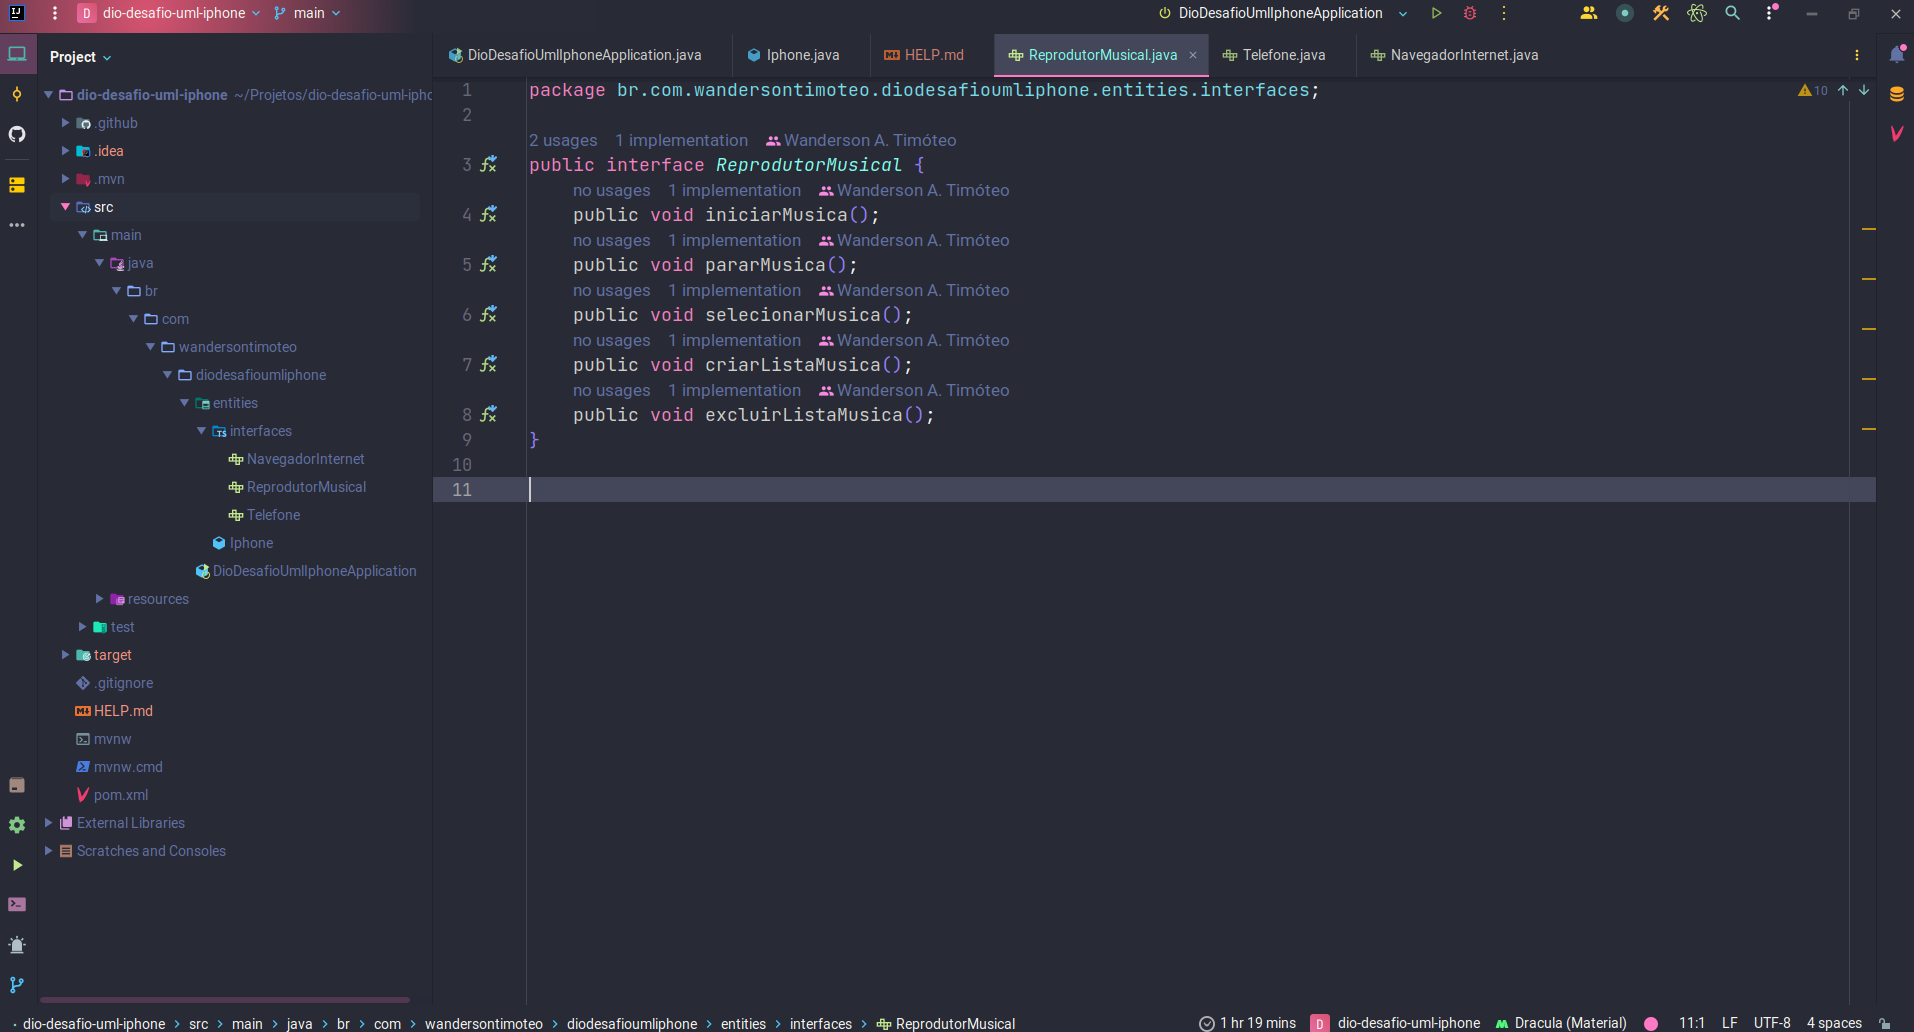 D dio-desafio-uml-iphone main DioDesafioUmlIphoneApplication
Project
DioDesafioUmlIphoneApplication.java Iphone.java HELP.md ReprodutorMusical.java Telefone.java NavegadorInternet.java
dio-desafio-uml-iphone ~/Projetos/dio-desafio-uml-ipho
.github
.idea
.mvn
src
main
java
br
com
wandersontimoteo
diodesafioumliphone
entities
interfaces
NavegadorInternet
ReprodutorMusical
Telefone
Iphone
DioDesafioUmlIphoneApplication
resources
test
target
.gitignore
HELP.md
mvnw
mvnw.cmd
pom.xml
External Libraries
Scratches and Consoles
1 package br.com.wandersontimoteo.diodesafioumliphone.entities.interfaces; 10
2
2 usages 1 implementation Wanderson A. Timóteo
3 public interface ReprodutorMusical {
no usages 1 implementation Wanderson A. Timóteo
4 public void iniciarMusica();
no usages 1 implementation Wanderson A. Timóteo
5 public void pararMusica();
no usages 1 implementation Wanderson A. Timóteo
6 public void selecionarMusica();
no usages 1 implementation Wanderson A. Timóteo
7 public void criarListaMusica();
no usages 1 implementation Wanderson A. Timóteo
8 public void excluirListaMusica();
9 }
10
11
dio-desafio-uml-iphone > src > main > java > br > com > wandersontimoteo > diodesafioumliphone > entities > interfaces > ReprodutorMusical 1 hr 19 mins D dio-desafio-uml-iphone Dracula (Material) 11:1 LF UTF-8 4 spaces